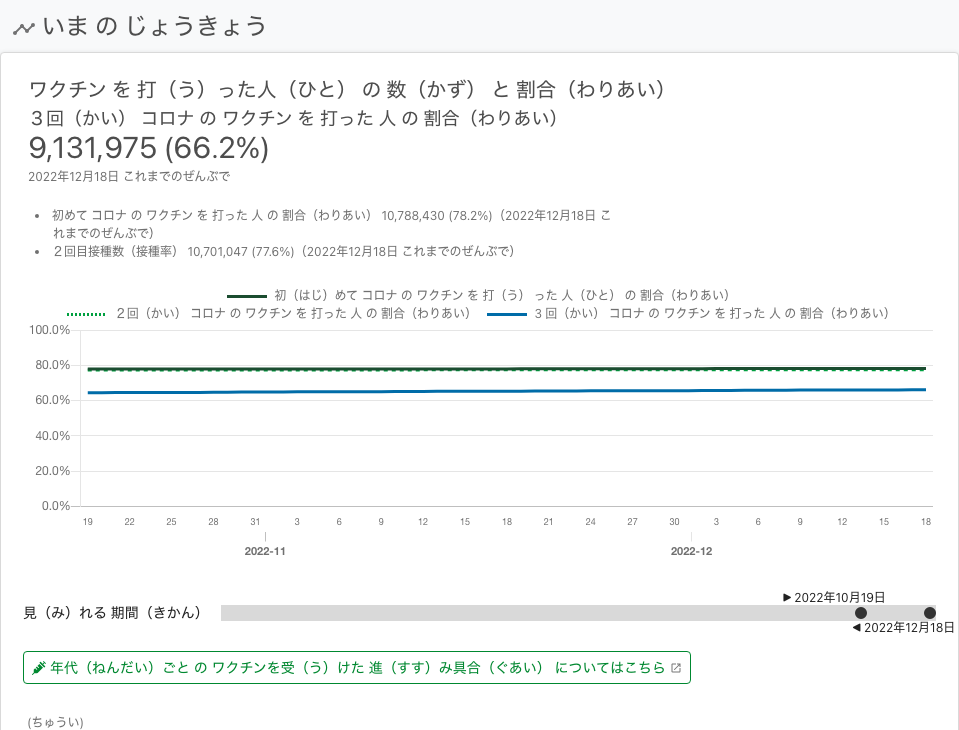 いま の じょうきょう
ワクチン を 打（う）った人（ひと） の 数（かず） と 割合（わりあい）
３回（かい） コロナ の ワクチン を 打った 人 の 割合（わりあい）
9,131,975 (66.2%)
2022年12月18日 これまでのぜんぶで
• 初めて コロナ の ワクチン を 打った 人 の 割合（わりあい） 10,788,430 (78.2%)（2022年12月18日 こ
れまでのぜんぶで）
• ２回目接種数（接種率） 10,701,047 (77.6%)（2022年12月18日 これまでのぜんぶで）
初（はじ）めて コロナ の ワクチン を 打（う） った 人（ひと） の 割合（わりあい）
２回（かい） コロナ の ワクチン を 打った 人 の 割合（わりあい） ３回（かい） コロナ の ワクチン を 打った 人 の 割合（わりあい）
100.0%
80.0%
60.0%
40.0%
20.0%
0.0%
19 22 25 28 31 3 6 9 12 15 18 21 24 27 30 3 6 9 12 15 18
2022-11 2022-12
▶ 2022年10月19日
見（み）れる 期間（きかん）
◀ 2022年12月18日
年代（ねんだい）ごと の ワクチンを受（う）けた 進（すす）み具合（ぐあい） についてはこちら
（ちゅうい）